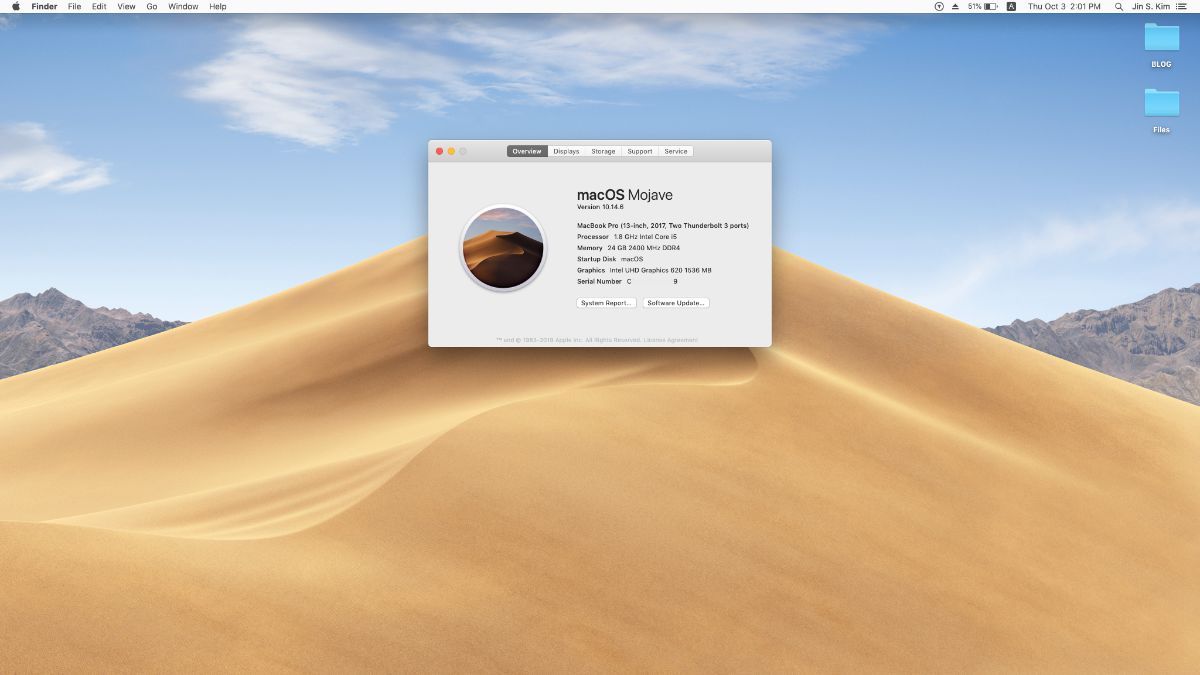 Finder File Edit View Go Window Help 51% A Thu Oct 3 2:01 PM Jin S. Kim
BLOG
Files
Overview Displays Storage Support Service
macOS Mojave
Version 10.14.6
MacBook Pro (13-inch, 2017, Two Thunderbolt 3 ports)
Processor 1.8 GHz Intel Core i5
Memory 24 GB 2400 MHz DDR4
Startup Disk macOS
Graphics Intel UHD Graphics 620 1536 MB
Serial Number C 9
System Report... Software Update...
™ and © 1983-2019 Apple Inc. All Rights Reserved. License Agreement